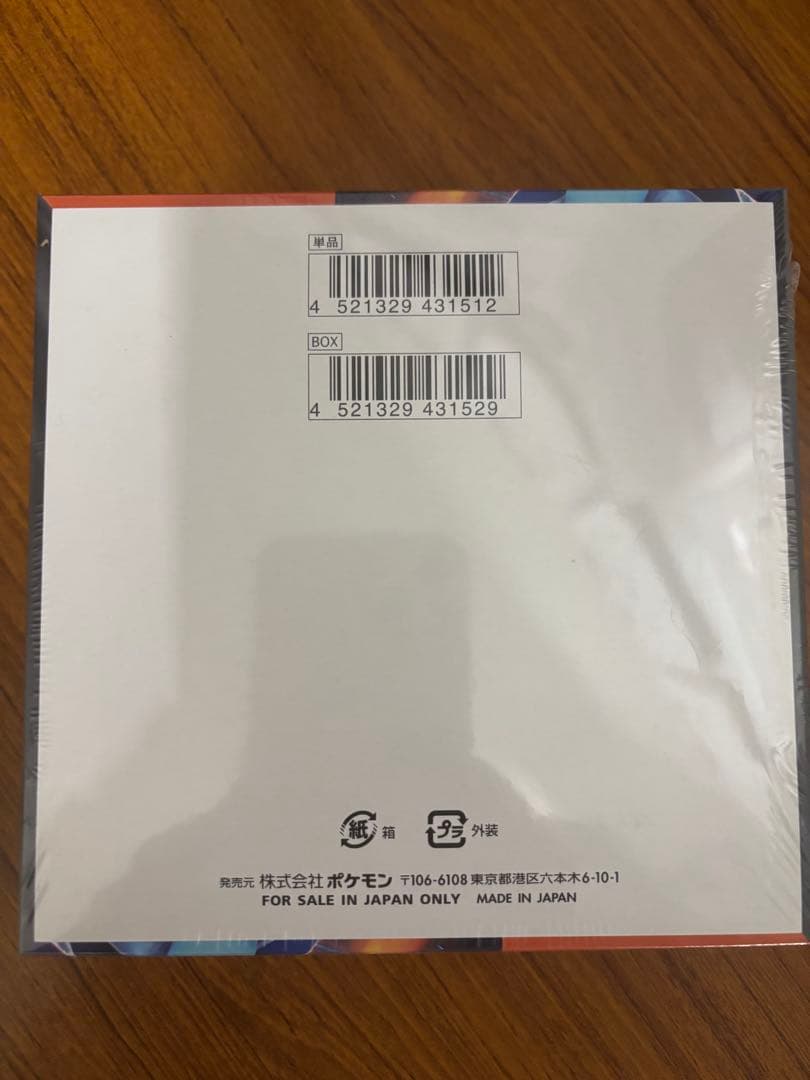 単品
4 521329 431512
BOX
4 521329 431529
紙 箱 プラ 外装
発売元 株式会社 ポケモン 〒106-6108 東京都港区六本木6-10-1
FOR SALE IN JAPAN ONLY MADE IN JAPAN